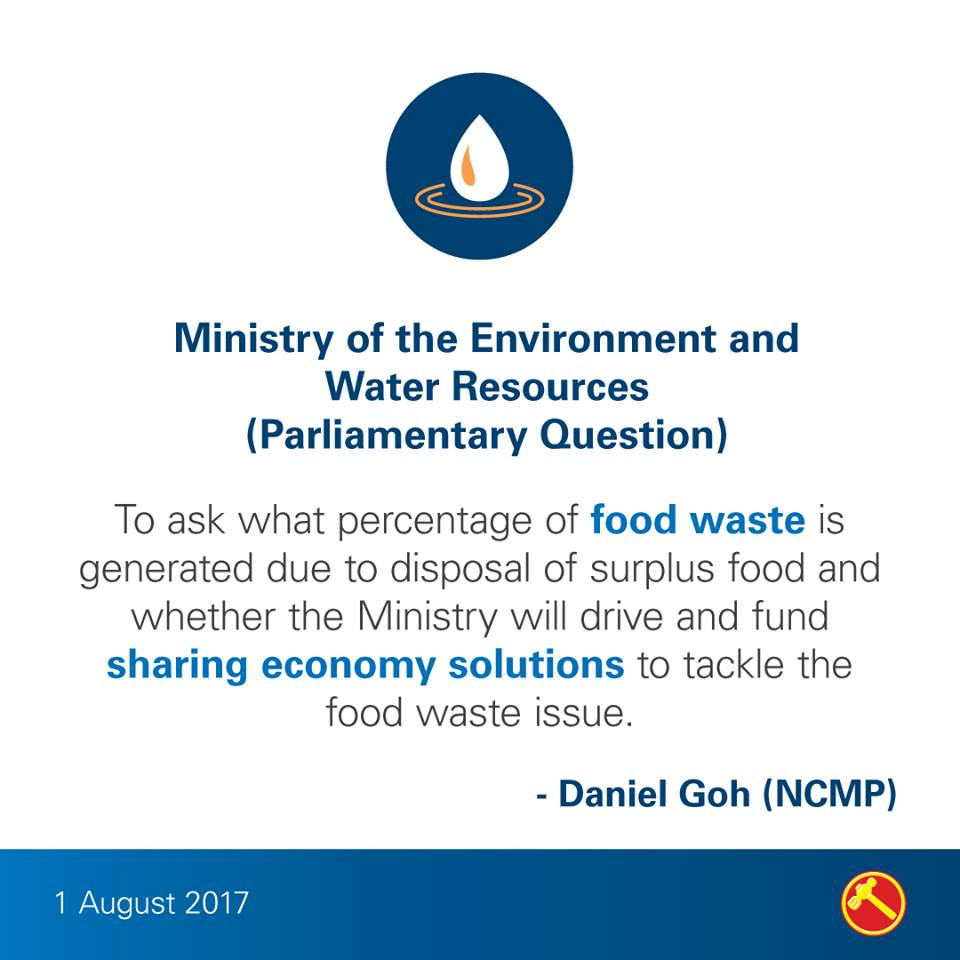 Ministry of the Environment and
Water Resources
(Parliamentary Question)
To ask what percentage of food waste is
generated due to disposal of surplus food and
whether the Ministry will drive and fund
sharing economy solutions to tackle the
food waste issue.
- Daniel Goh (NCMP)
1 August 2017